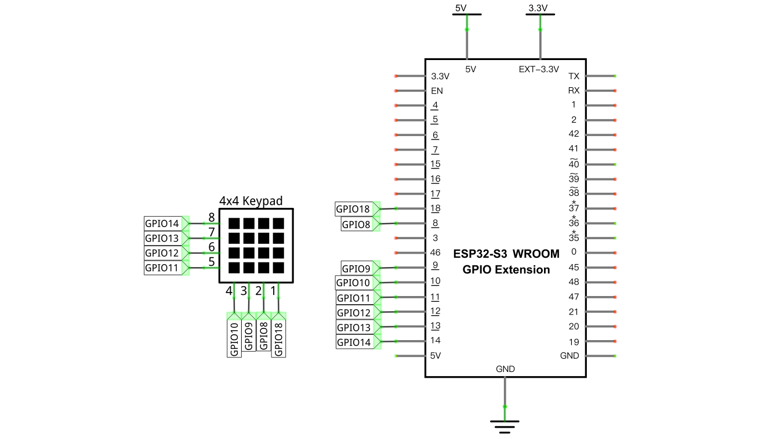 5V
3.3V
5V
EXT-3.3V
3.3V
EN
4
5
6
7
15
16
17
18
8
3
46
9
10
11
12
13
14
5V
TX
RX
1
2
42
41
40
39
38
37
36
35
0
45
48
47
21
20
19
GND
GPIO18
GPIO8
GPIO9
GPIO10
GPIO11
GPIO12
GPIO13
GPIO14
ESP32-S3 WROOM
GPIO Extension
GND
4x4 Keypad
GPIO14 8
GPIO13 7
GPIO12 6
GPIO11 5
4 3 2 1
GPIO10
GPIO9
GPIO8
GPIO18